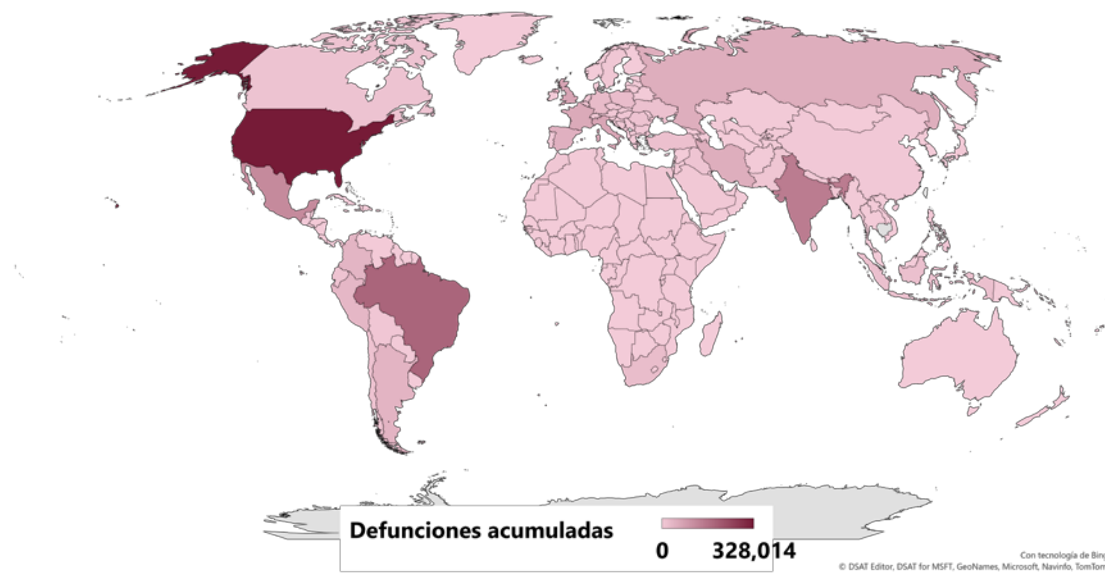 Defunciones acumuladas
0 328,014
Con tecnología de Bing
© DSAT Editor, DSAT for MSFT, GeoNames, Microsoft, Navinfo, TomTom